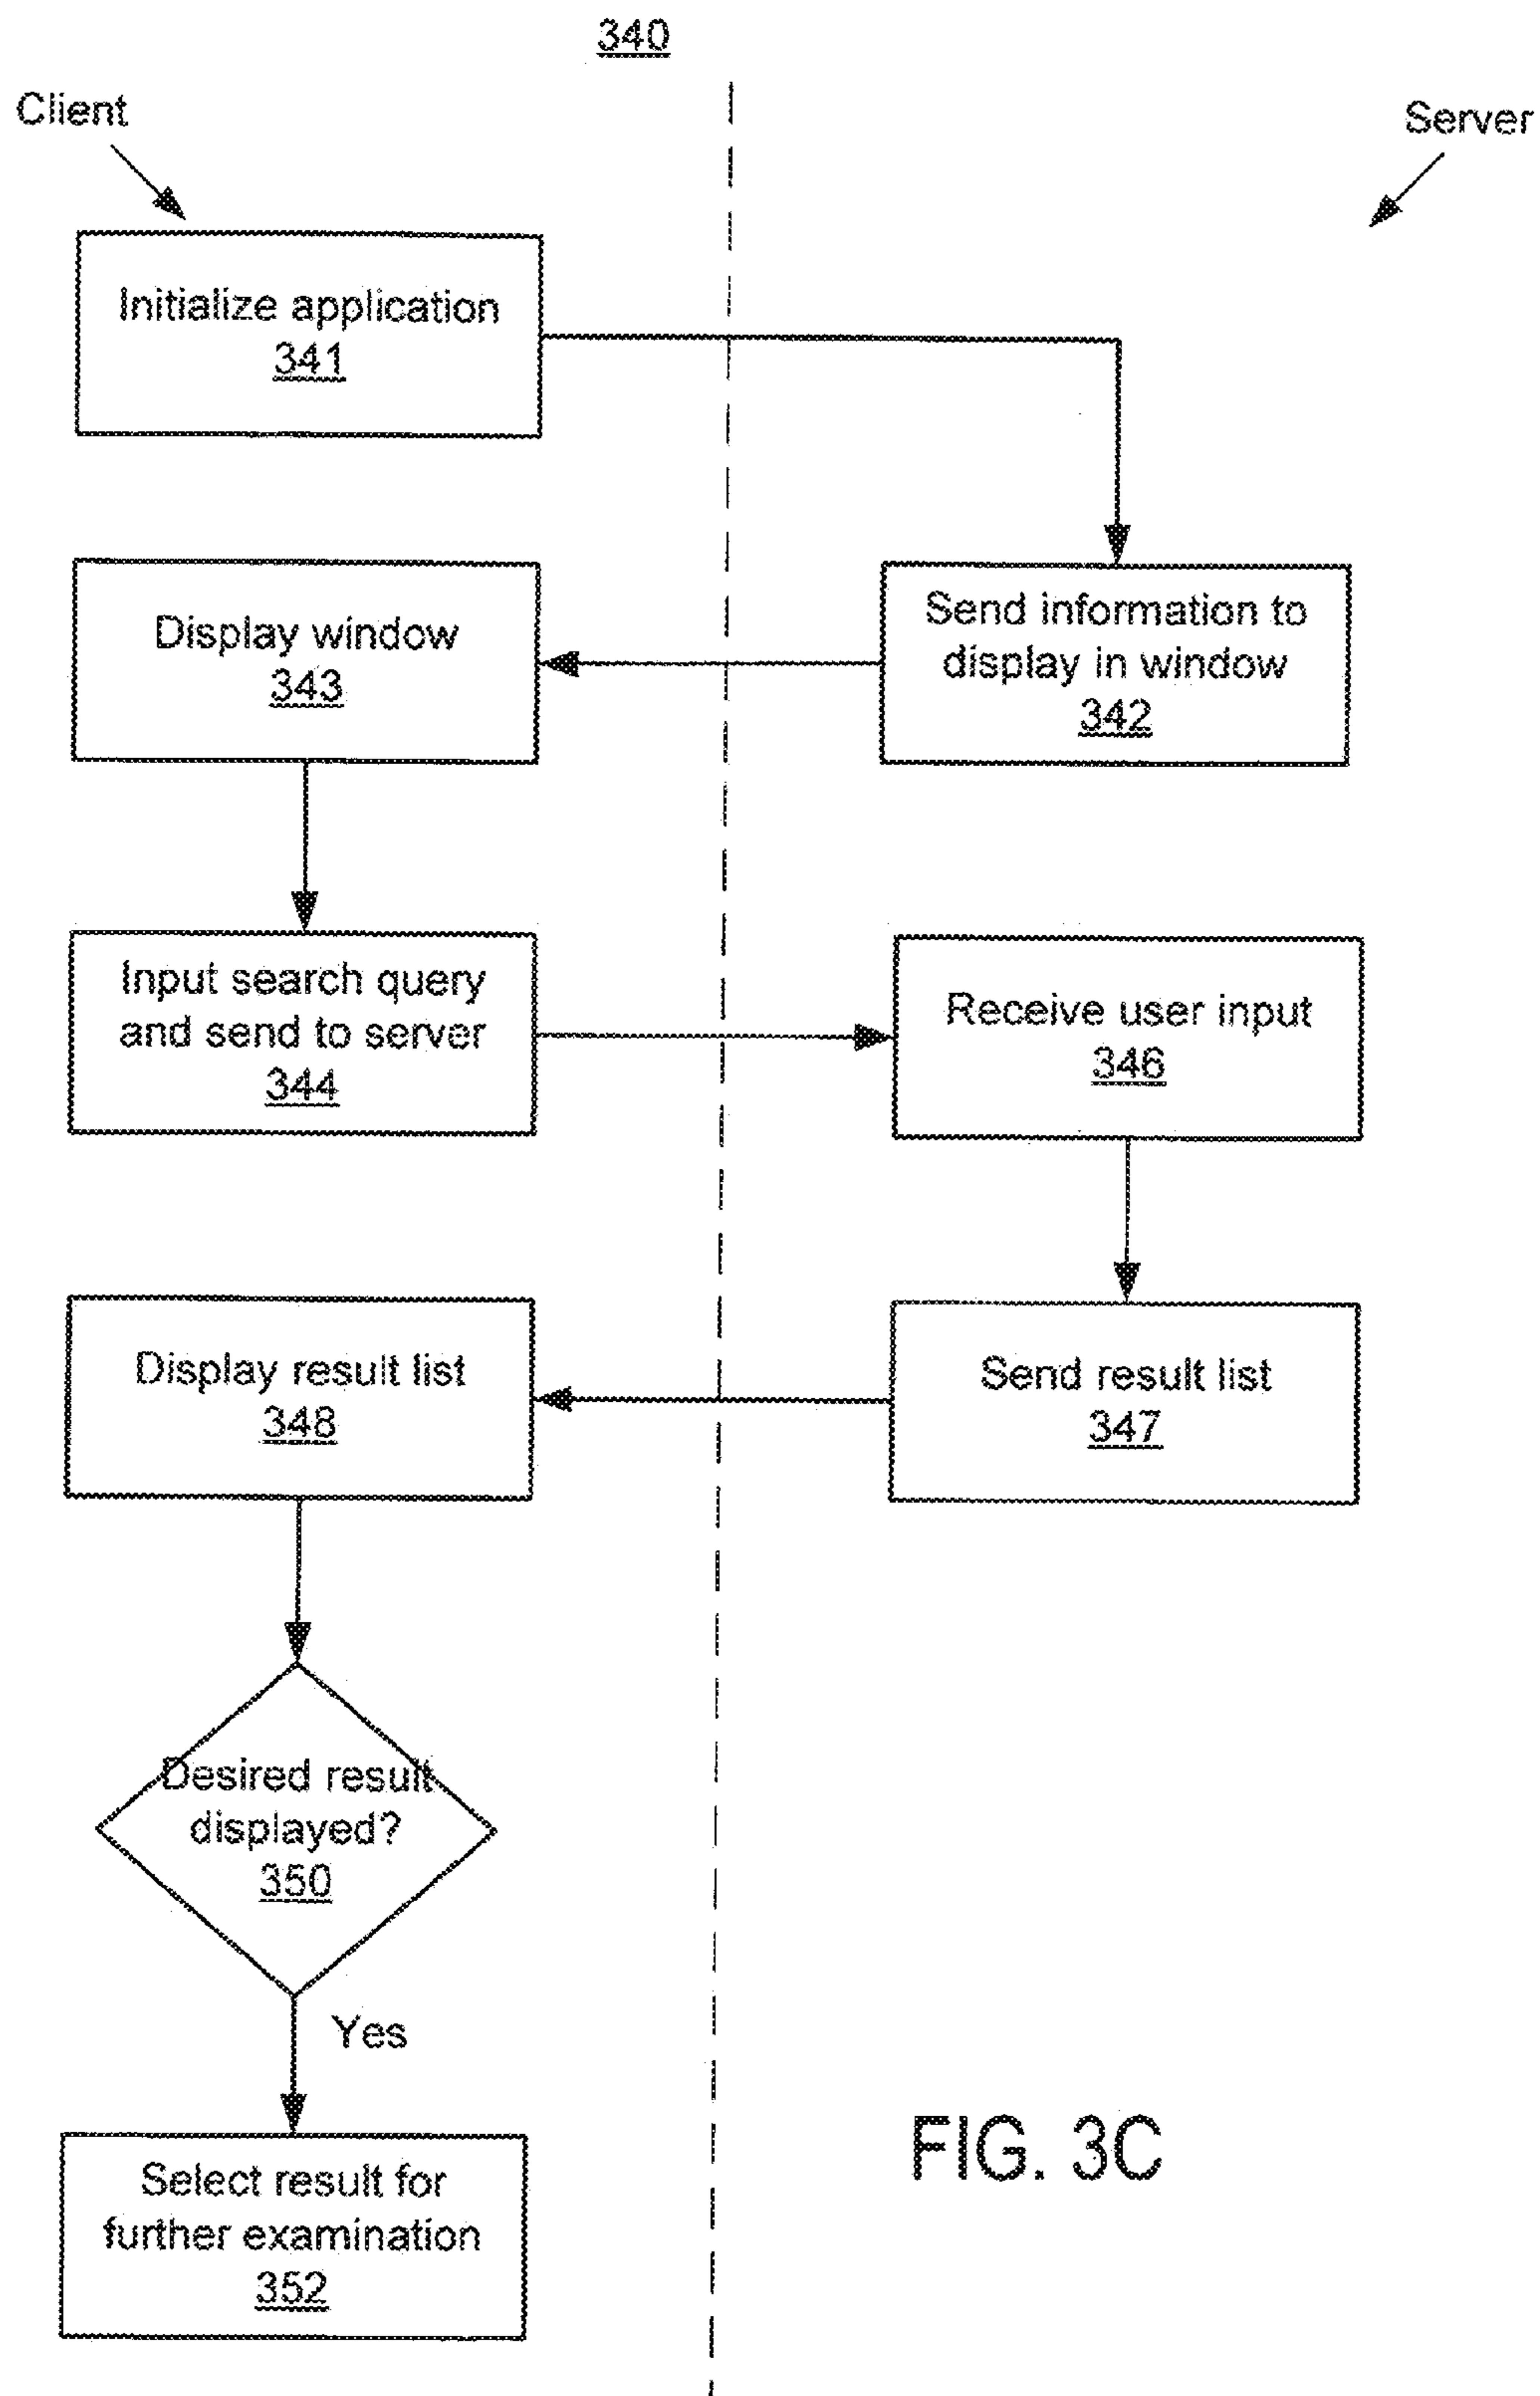 340
Client
Server
Initialize application
341
Send information to
display in window
342
Display window
343
Input search query
and send to server
344
Receive user input
346
Send result list
347
Display result list
348
Desired result
displayed?
350
Yes
Select result for
further examination
352
FIG. 3C